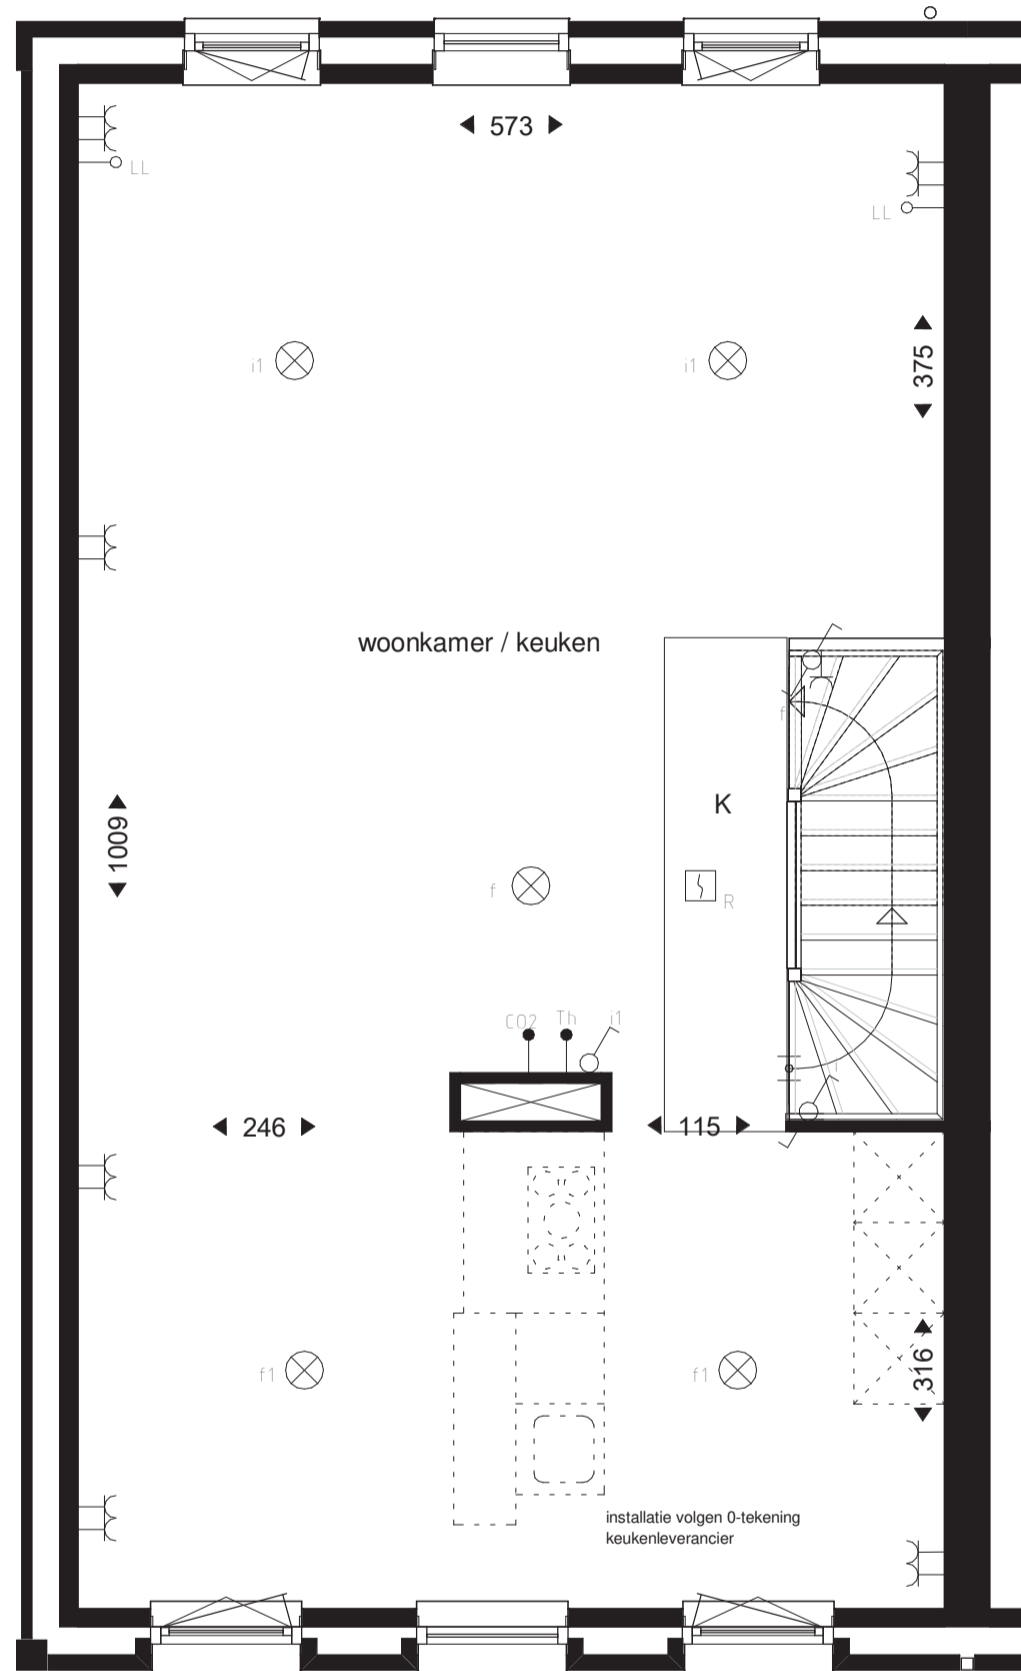 573
LL
LL
i1
i1
375
woonkamer / keuken
f
K
1009
f
R
CO2
Th
i1
246
115
f1
f1
316
installatie volgen 0-tekening
keukenleverancier